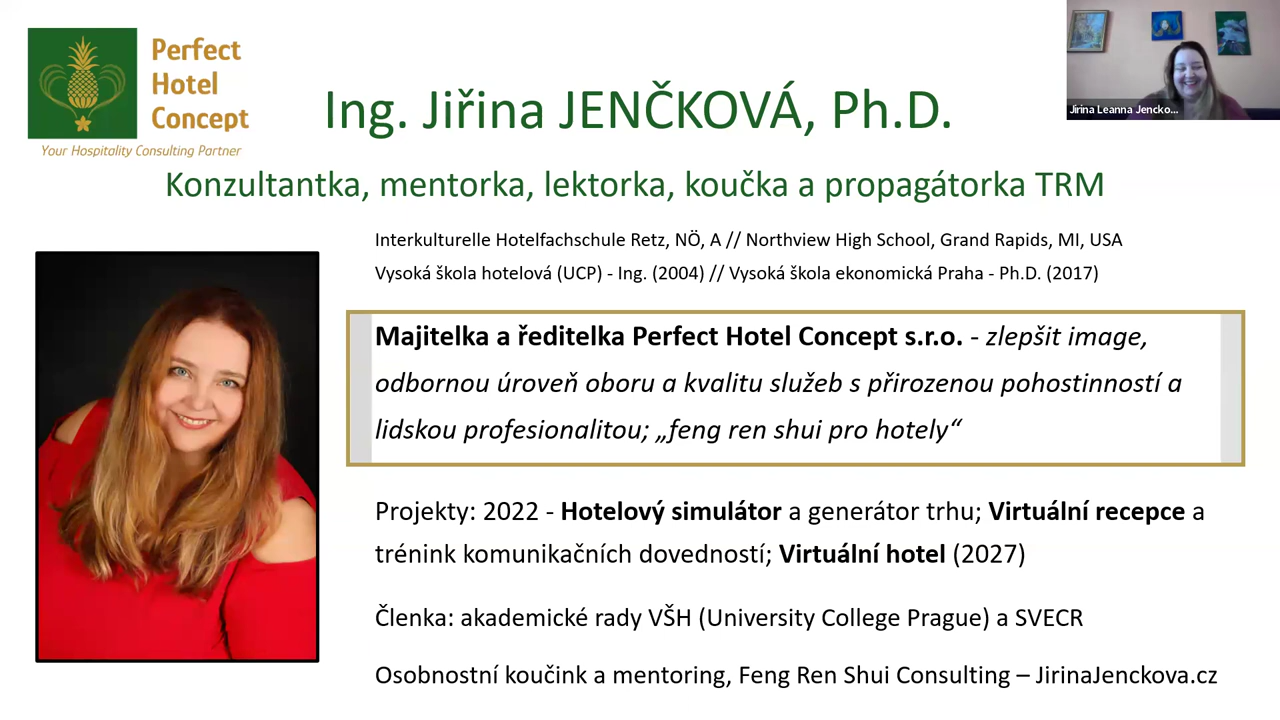 Perfect
Hotel
Concept
Your Hospitality Consulting Partner
Jirina Leanna Jencko...
Ing. Jiřina JENČKOVÁ, Ph.D.
Konzultantka, mentorka, lektorka, koučka a propagátorka TRM
Interkulturelle Hotelfachschule Retz, NÖ, A // Northview High School, Grand Rapids, MI, USA
Vysoká škola hotelová (UCP) - Ing. (2004) // Vysoká škola ekonomická Praha - Ph.D. (2017)
Majitelka a ředitelka Perfect Hotel Concept s.r.o. - zlepšit image,
odbornou úroveň oboru a kvalitu služeb s přirozenou pohostinností a
lidskou profesionalitou; „feng ren shui pro hotely“
Projekty: 2022 - Hotelový simulátor a generátor trhu; Virtuální recepce a
trénink komunikačních dovedností; Virtuální hotel (2027)
Členka: akademické rady VŠH (University College Prague) a SVECR
Osobnostní koučink a mentoring, Feng Ren Shui Consulting – JirinaJenckova.cz